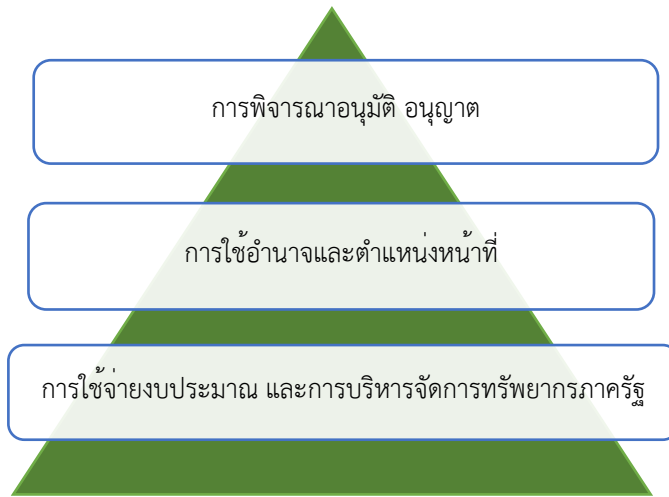 การพิจารณาอนุมัติ อนุญาต
การใช้อำนาจและตำแหน่งหน้าที่
การใช้จ่ายงบประมาณ และการบริหารจัดการทรัพยากรภาครัฐ